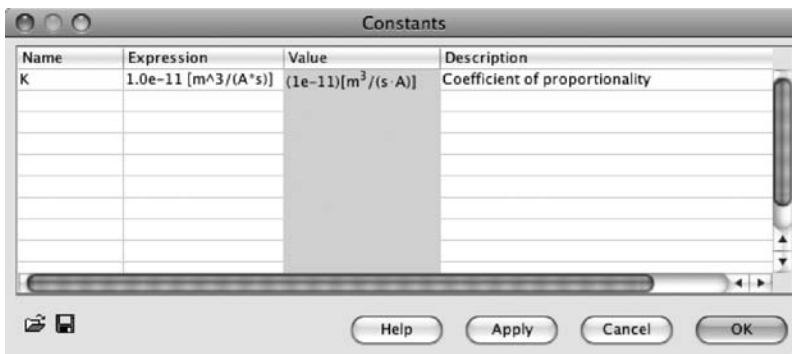 Constants
Name Expression Value Description
K 1.0e-11 [m^3/(A*s)] (1e-11)[m³/(s·A)] Coefficient of proportionality
Help Apply Cancel OK